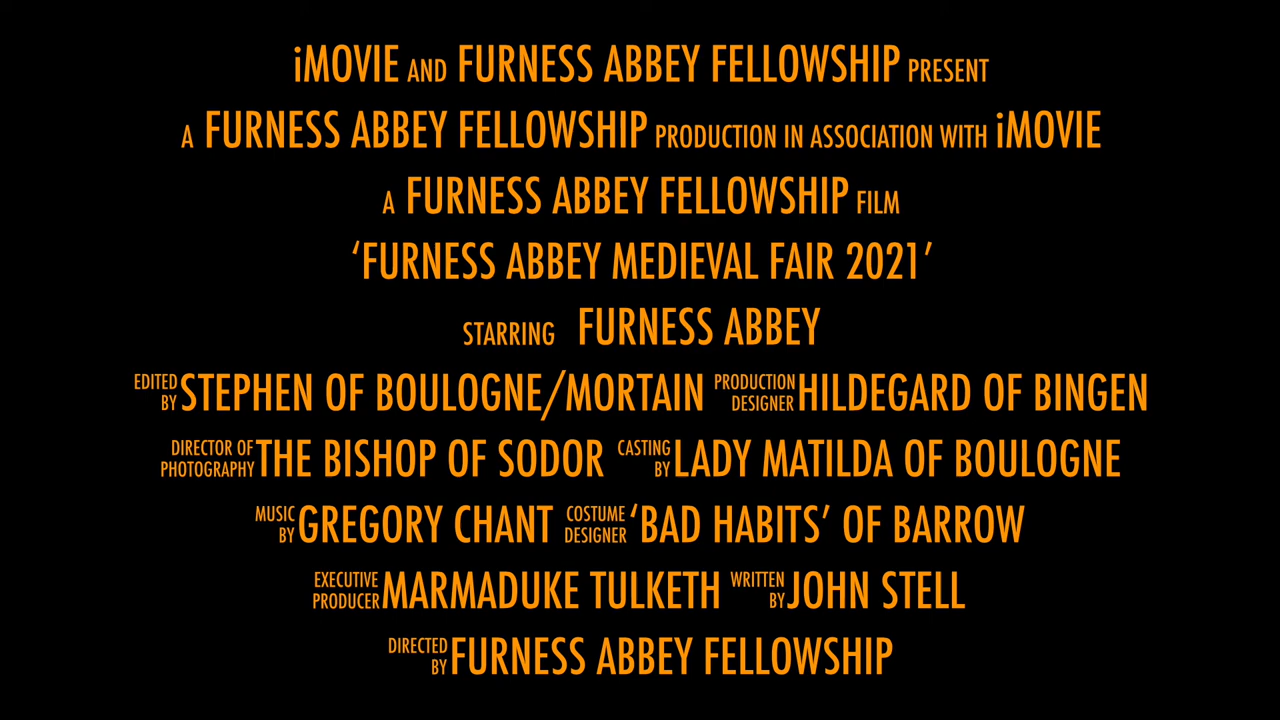 iMOVIE AND FURNESS ABBEY FELLOWSHIP PRESENT
A FURNESS ABBEY FELLOWSHIP PRODUCTION IN ASSOCIATION WITH iMOVIE
A FURNESS ABBEY FELLOWSHIP FILM
‘FURNESS ABBEY MEDIEVAL FAIR 2021’
STARRING FURNESS ABBEY
EDITED BY STEPHEN OF BOULOGNE/MORTAIN PRODUCTION DESIGNER HILDEGARD OF BINGEN
DIRECTOR OF PHOTOGRAPHY THE BISHOP OF SODOR CASTING BY LADY MATILDA OF BOULOGNE
MUSIC BY GREGORY CHANT COSTUME DESIGNER ‘BAD HABITS’ OF BARROW
EXECUTIVE PRODUCER MARMADUKE TULKETH WRITTEN BY JOHN STELL
DIRECTED BY FURNESS ABBEY FELLOWSHIP